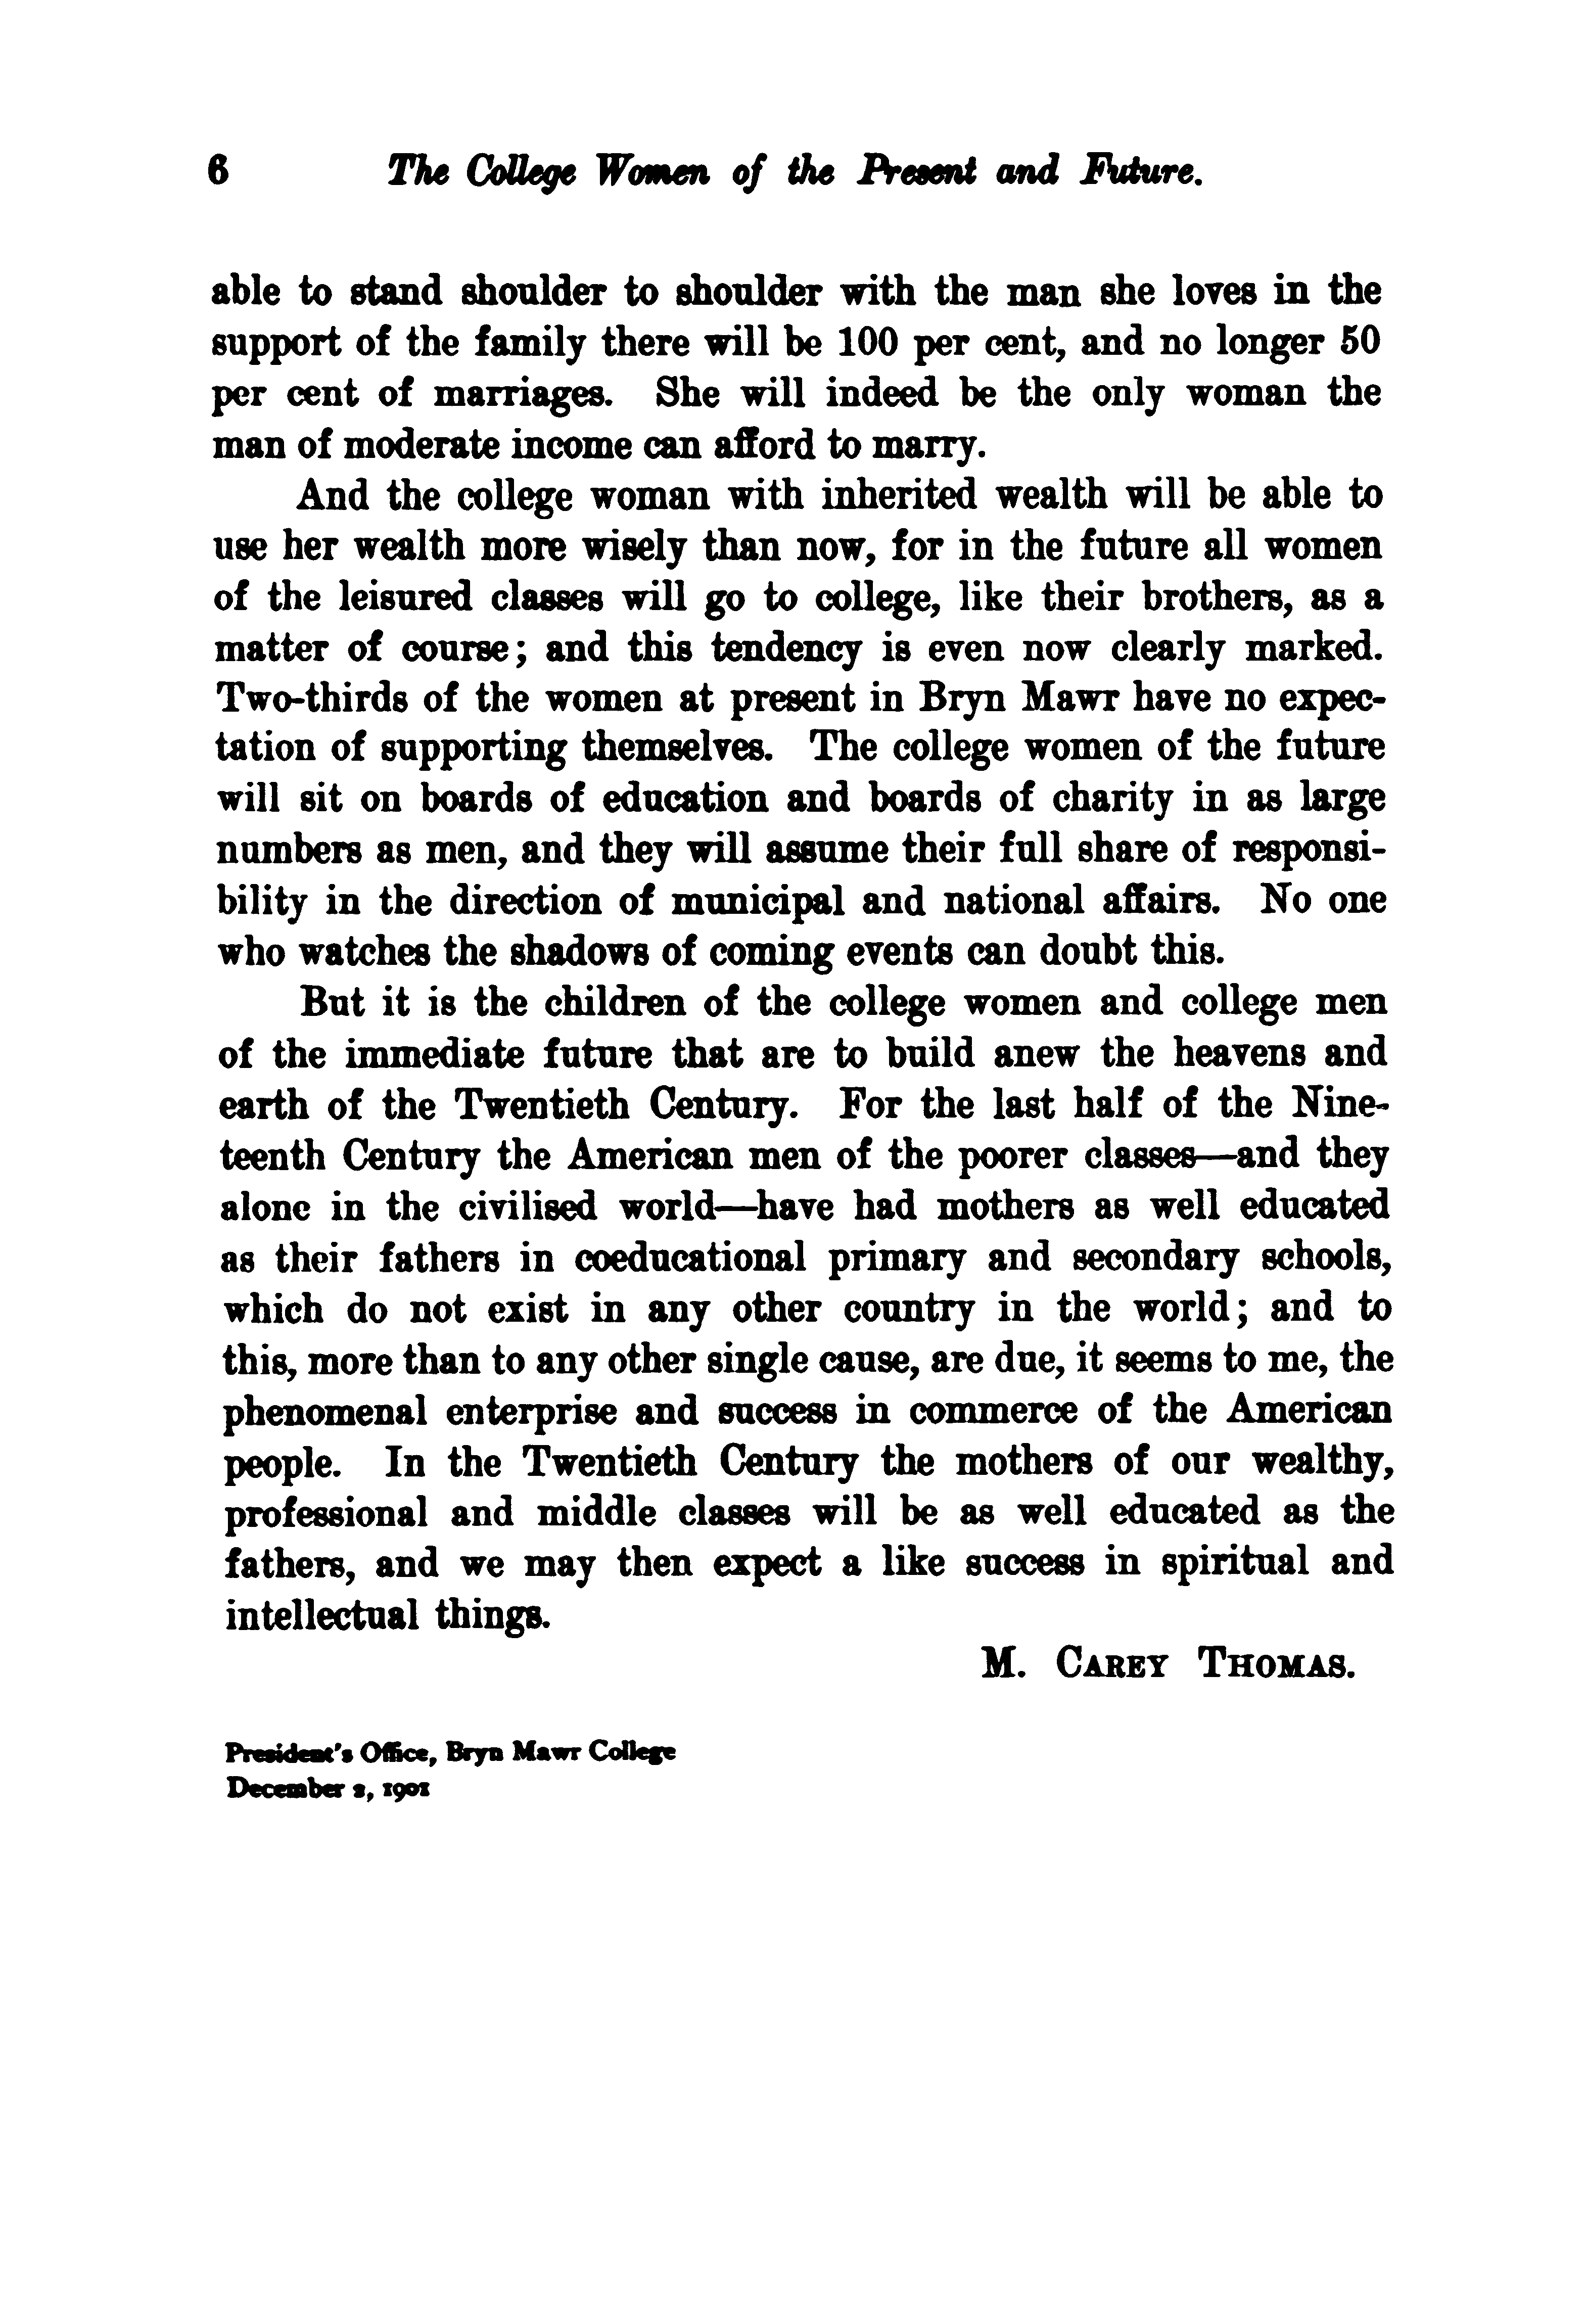 6 The College Women of the Present and Future.
able to stand shoulder to shoulder with the man she loves in the
support of the family there will be 100 per cent, and no longer 50
per cent of marriages. She will indeed be the only woman the
man of moderate income can afford to marry.
And the college woman with inherited wealth will be able to
use her wealth more wisely than now, for in the future all women
of the leisured classes will go to college, like their brothers, as a
matter of course; and this tendency is even now clearly marked.
Two-thirds of the women at present in Bryn Mawr have no expec-
tation of supporting themselves. The college women of the future
will sit on boards of education and boards of charity in as large
numbers as men, and they will assume their full share of responsi-
bility in the direction of municipal and national affairs. No one
who watches the shadows of coming events can doubt this.
But it is the children of the college women and college men
of the immediate future that are to build anew the heavens and
earth of the Twentieth Century. For the last half of the Nine-
teenth Century the American men of the poorer classes—and they
alone in the civilised world—have had mothers as well educated
as their fathers in coeducational primary and secondary schools,
which do not exist in any other country in the world; and to
this, more than to any other single cause, are due, it seems to me, the
phenomenal enterprise and success in commerce of the American
people. In the Twentieth Century the mothers of our wealthy,
professional and middle classes will be as well educated as the
fathers, and we may then expect a like success in spiritual and
intellectual things.
M. CAREY THOMAS.
President's Office, Bryn Mawr College
December , 1901